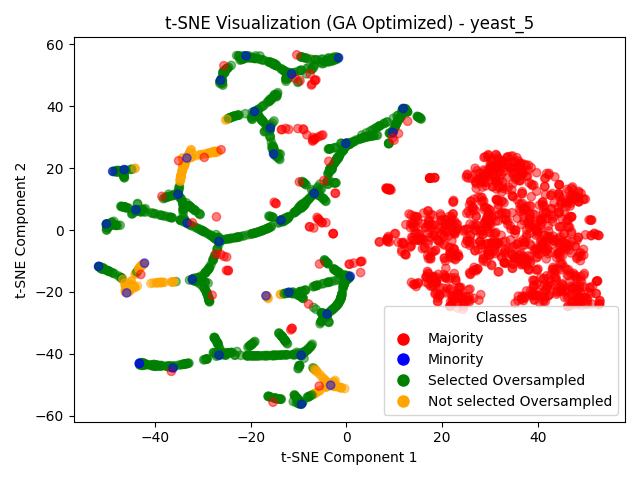 t-SNE Visualization (GA Optimized) - yeast_5
60
40
20
0
−20
−40
−60
t-SNE Component 2
−40
−20
0
20
40
t-SNE Component 1
Classes
Majority
Minority
Selected Oversampled
Not selected Oversampled